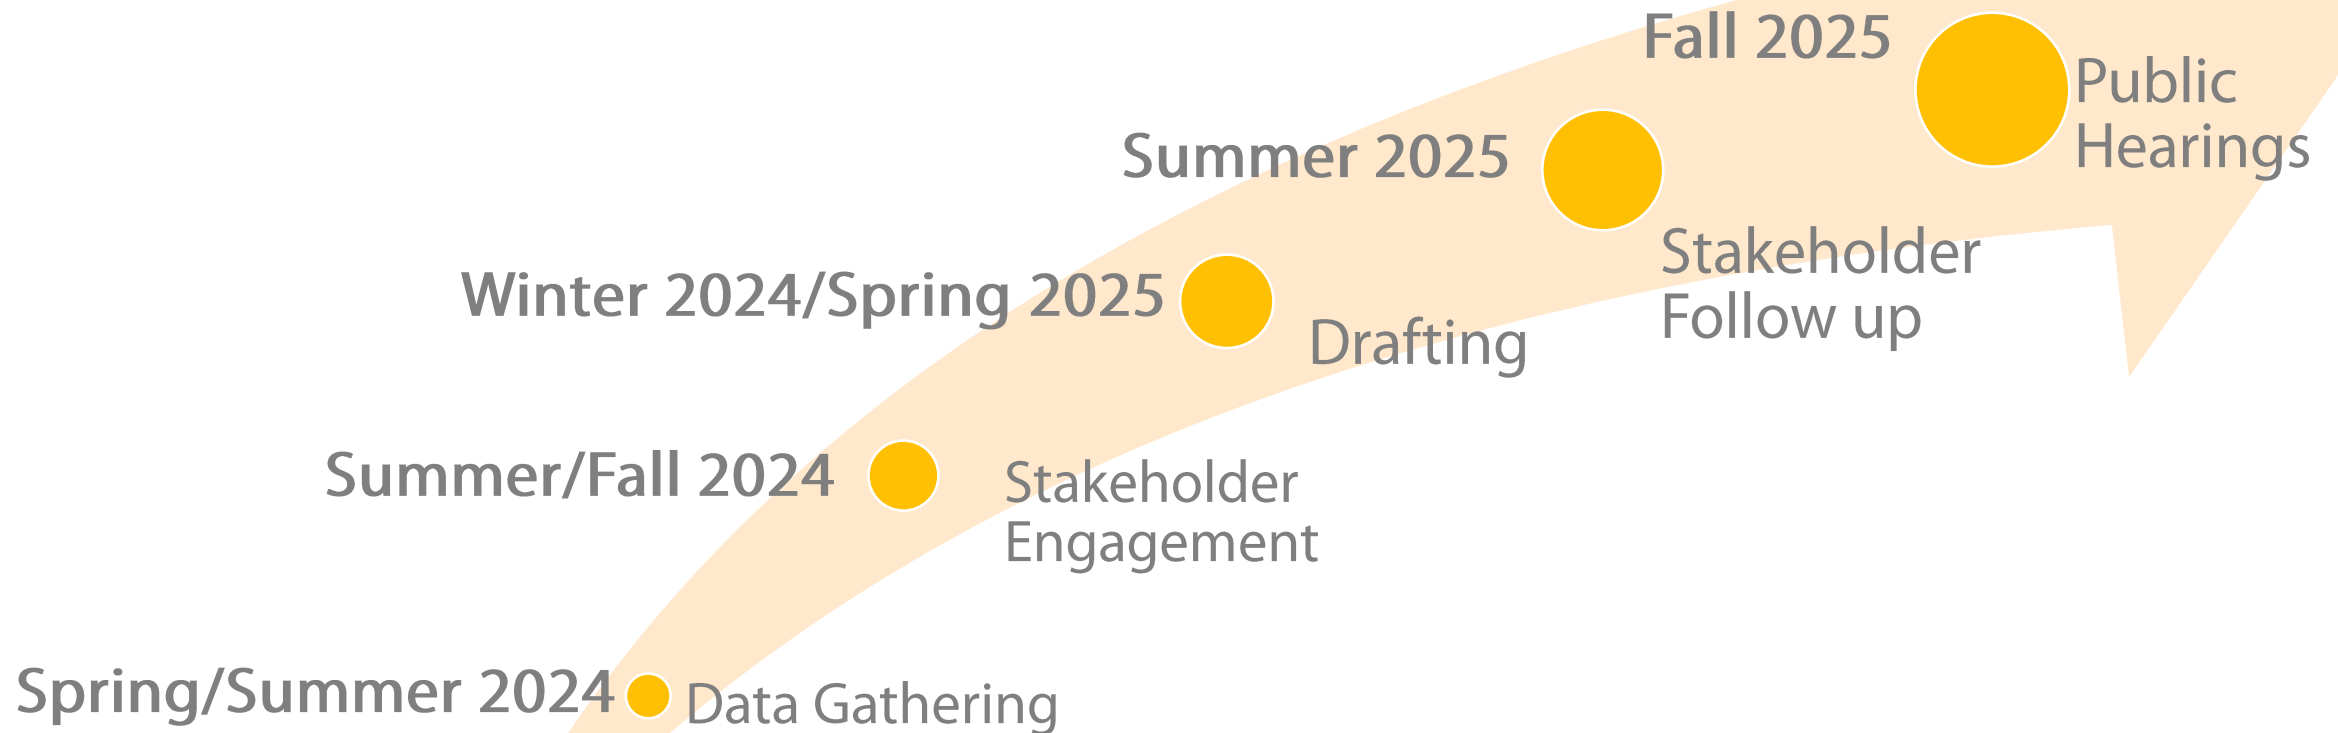 Fall 2025
Public
Hearings
Summer 2025
Stakeholder
Follow up
Winter 2024/Spring 2025
Drafting
Summer/Fall 2024
Stakeholder
Engagement
Spring/Summer 2024
Data Gathering